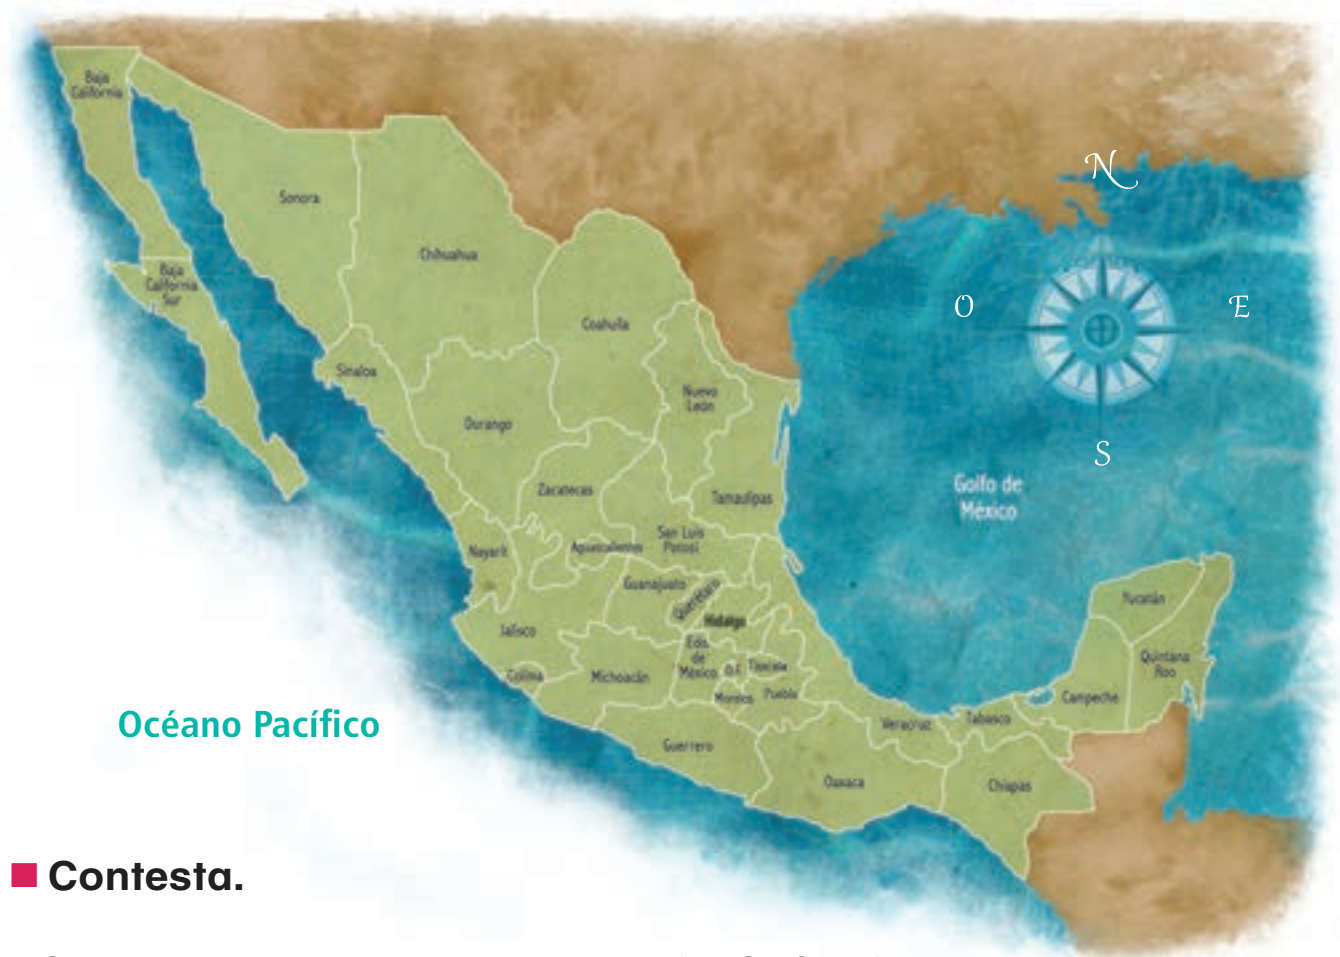 Baja
California
Sonora
Chihuahua
Baja
California
Sur
Coahuila
Sinaloa
Nuevo
León
Durango
Zacatecas
Tamaulipas
San Luis
Potosí
Aguascalientes
Nayarit
Guanajuato
Querétaro
Hidalgo
Jalisco
Edo.
de
México
D.F.
Tlaxcala
Colima
Michoacán
Morelos
Puebla
Guerrero
Veracruz
Tabasco
Oaxaca
Chiapas
Campeche
Yucatán
Quintana
Roo
N
O
E
S
Golfo de
México
Océano Pacífico
Contesta.